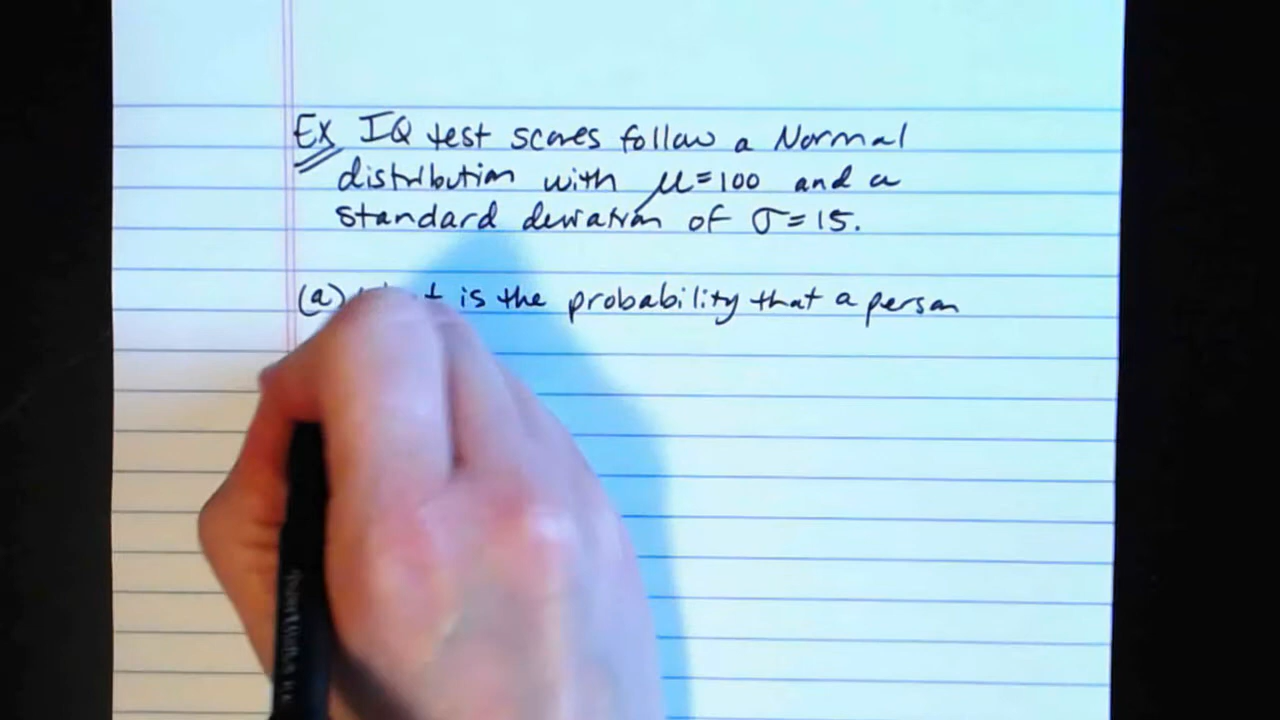 Ex IQ test scores follow a Normal
distribution with μ=100 and a
standard deviation of σ=15.
(a) is the probability that a person